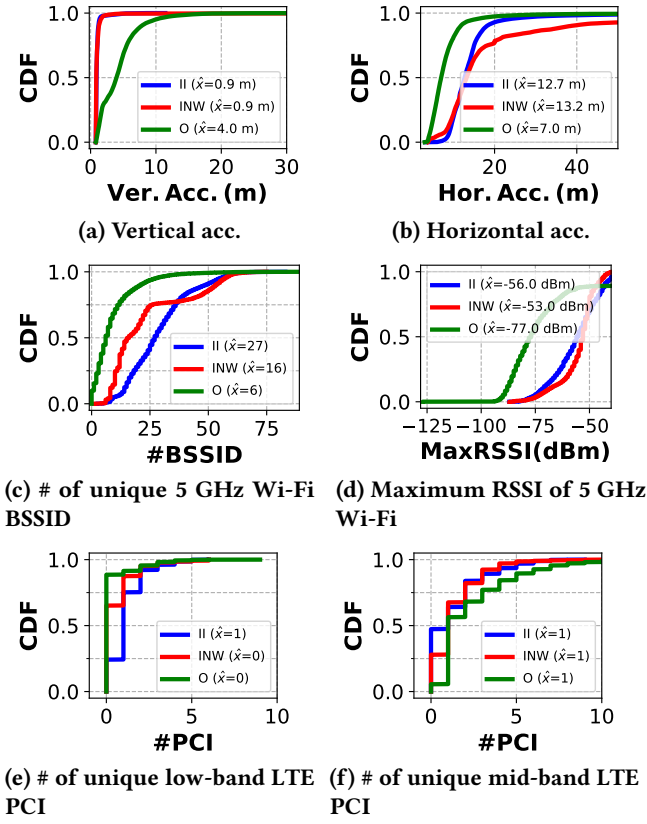 CDF
1.0
0.5
0.0
II (x̂=0.9 m)
INW (x̂=0.9 m)
O (x̂=4.0 m)
0 10 20 30
Ver. Acc. (m)
(a) Vertical acc.
CDF
1.0
0.5
0.0
II (x̂=12.7 m)
INW (x̂=13.2 m)
O (x̂=7.0 m)
20 40
Hor. Acc. (m)
(b) Horizontal acc.
CDF
1.0
0.5
0.0
II (x̂=27)
INW (x̂=16)
O (x̂=6)
0 25 50 75
#BSSID
(c) # of unique 5 GHz Wi-Fi
BSSID
CDF
1.0
0.5
0.0
II (x̂=-56.0 dBm)
INW (x̂=-53.0 dBm)
O (x̂=-77.0 dBm)
−125 −100 −75 −50
MaxRSSI(dBm)
(d) Maximum RSSI of 5 GHz
Wi-Fi
CDF
1.0
0.5
0.0
II (x̂=1)
INW (x̂=0)
O (x̂=0)
0 5 10
#PCI
(e) # of unique low-band LTE
PCI
CDF
1.0
0.5
0.0
II (x̂=1)
INW (x̂=1)
O (x̂=1)
0 2 4 6 8 10
#PCI
(f) # of unique mid-band LTE
PCI